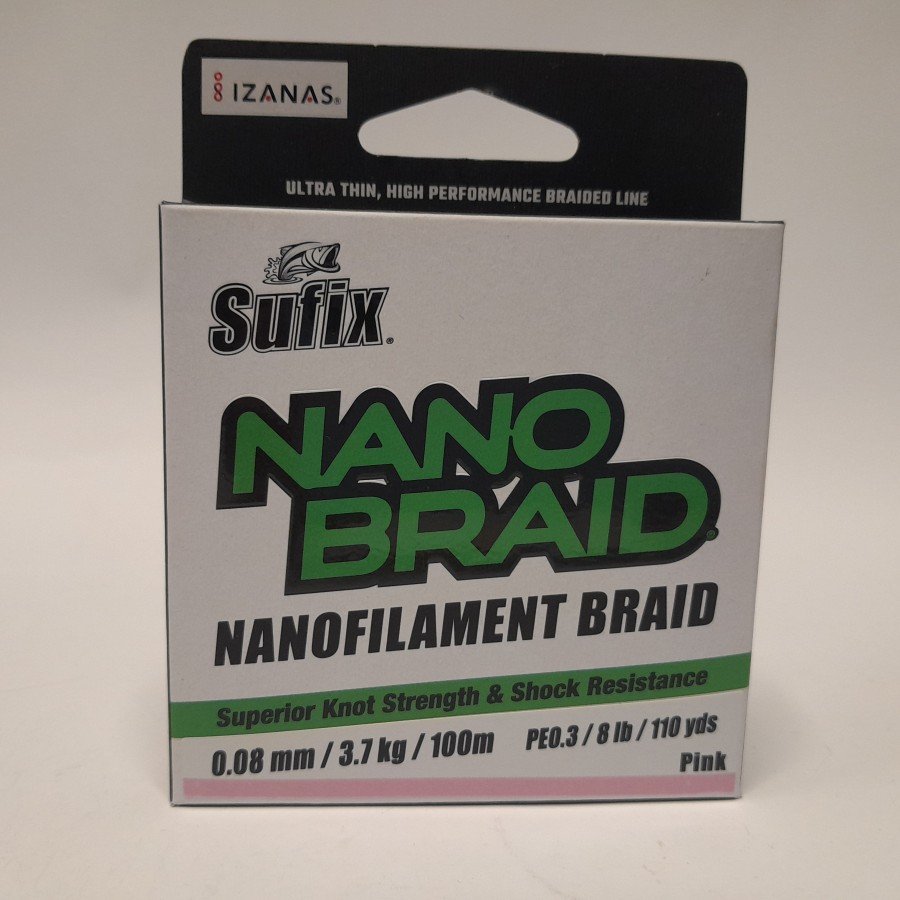 IZANAS®
ULTRA THIN, HIGH PERFORMANCE BRAIDED LINE
Sufix®
NANO
BRAID®
NANOFILAMENT BRAID
Superior Knot Strength & Shock Resistance
0.08 mm / 3.7 kg / 100m PE0.3 / 8 lb / 110 yds
Pink